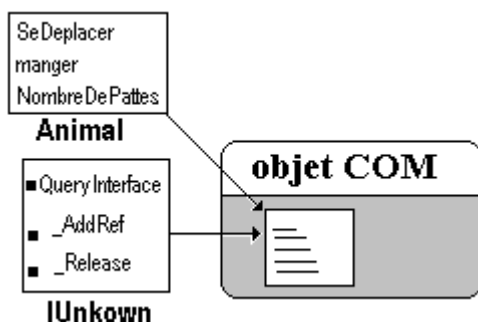 SeDeplacer
manger
NombreDePattes
Animal
objet COM
QueryInterface
_AddRef
_Release
IUnkown